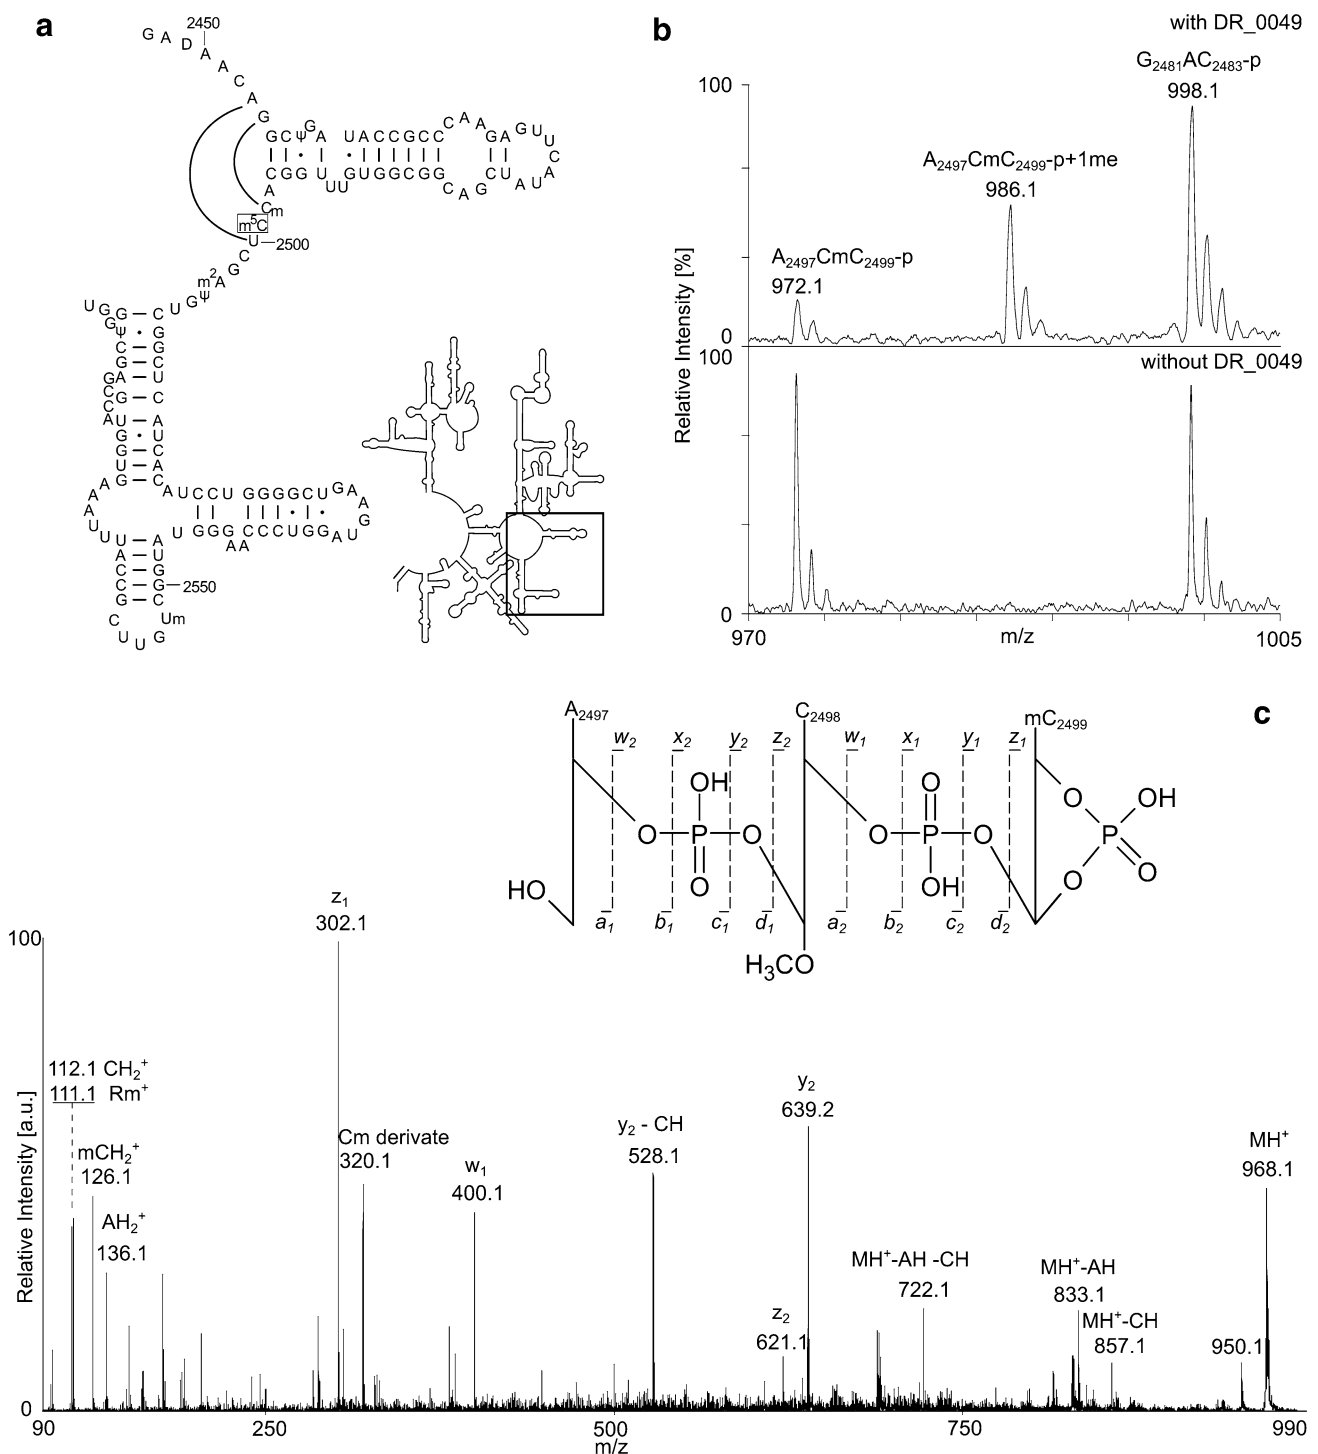 a
2450
G A D A A C A G
G C ψ G A U A C C G C C C A A G A G U U C A U A U C G A C G G C G G U G U U U G G C A
Cm
m⁵C
U 2500
C G A m² ψ G U
U G G G — C
2550
Um
b
with DR_0049
G₂₄₈₁AC₂₄₈₃-p
998.1
100
A₂₄₉₇CmC₂₄₉₉-p+1me
986.1
A₂₄₉₇CmC₂₄₉₉-p
972.1
0
Relative Intensity [%]
100
without DR_0049
0
970
m/z
1005
c
A₂₄₉₇
C₂₄₉₈
mC₂₄₉₉
w₂ x₂ y₂ z₂ w₁ x₁ y₁ z₁
OH O O OH
O P O O P O P
HO O OH O O
a₁ b₁ c₁ d₁ a₂ b₂ c₂ d₂
H₃CO
z₁
302.1
100
112.1 CH₂⁺
111.1 Rm⁺
mCH₂⁺
126.1
AH₂⁺
136.1
Cm derivate
320.1
w₁
400.1
y₂ - CH
528.1
y₂
639.2
z₂
621.1
MH⁺-AH -CH
722.1
MH⁺-AH
833.1
MH⁺-CH
857.1
950.1
MH⁺
968.1
Relative Intensity [a.u.]
0
90
250
500
750
990
m/z